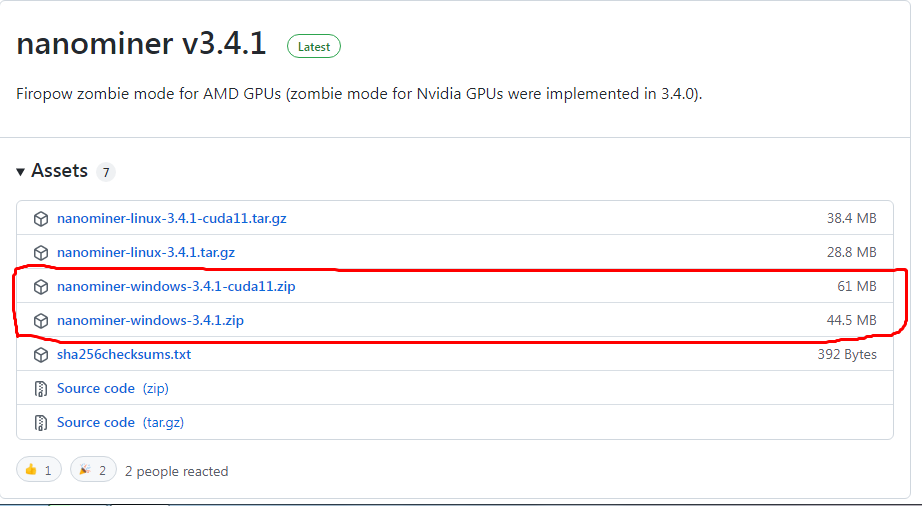 nanominer v3.4.1 Latest
Firopow zombie mode for AMD GPUs (zombie mode for Nvidia GPUs were implemented in 3.4.0).
Assets 7
nanominer-linux-3.4.1-cuda11.tar.gz 38.4 MB
nanominer-linux-3.4.1.tar.gz 28.8 MB
nanominer-windows-3.4.1-cuda11.zip 61 MB
nanominer-windows-3.4.1.zip 44.5 MB
sha256checksums.txt 392 Bytes
Source code (zip)
Source code (tar.gz)
👍 1 🎉 2 2 people reacted